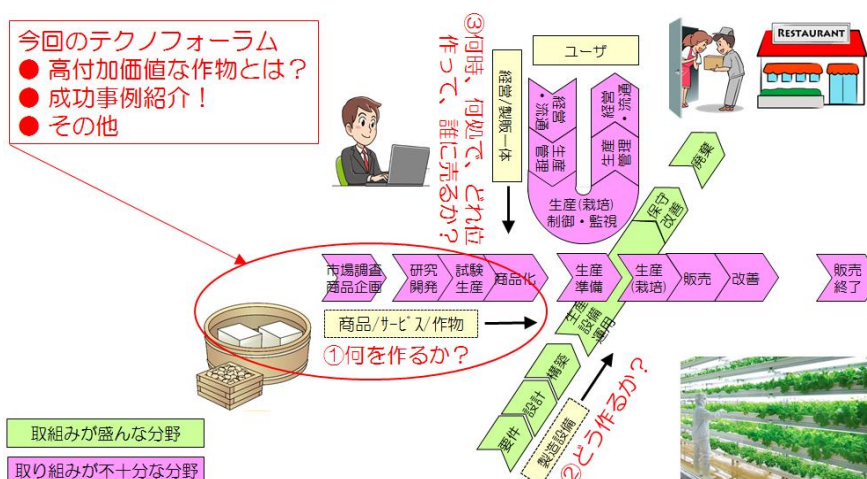 今回のテクノフォーラム
● 高付加価値な作物とは？
● 成功事例紹介！
● その他
③何時、何処で、どれ位
作って、誰に売るか？
経営/製販一体
ユーザ
経営
・流通
生産
管理
生産(栽培)
制御・監視
生産
管理
経営
・流通
RESTAURANT
市場調査
商品企画
研究
開発
試験
生産
商品化
生産
準備
生産
(栽培)
販売
改善
販売
終了
商品/ｻｰﾋﾞｽ/作物
①何を作るか？
要件
設計
構築
生産
設備
運用
保守
改善
廃棄
製造設備
②どう作るか？
取組みが盛んな分野
取り組みが不十分な分野